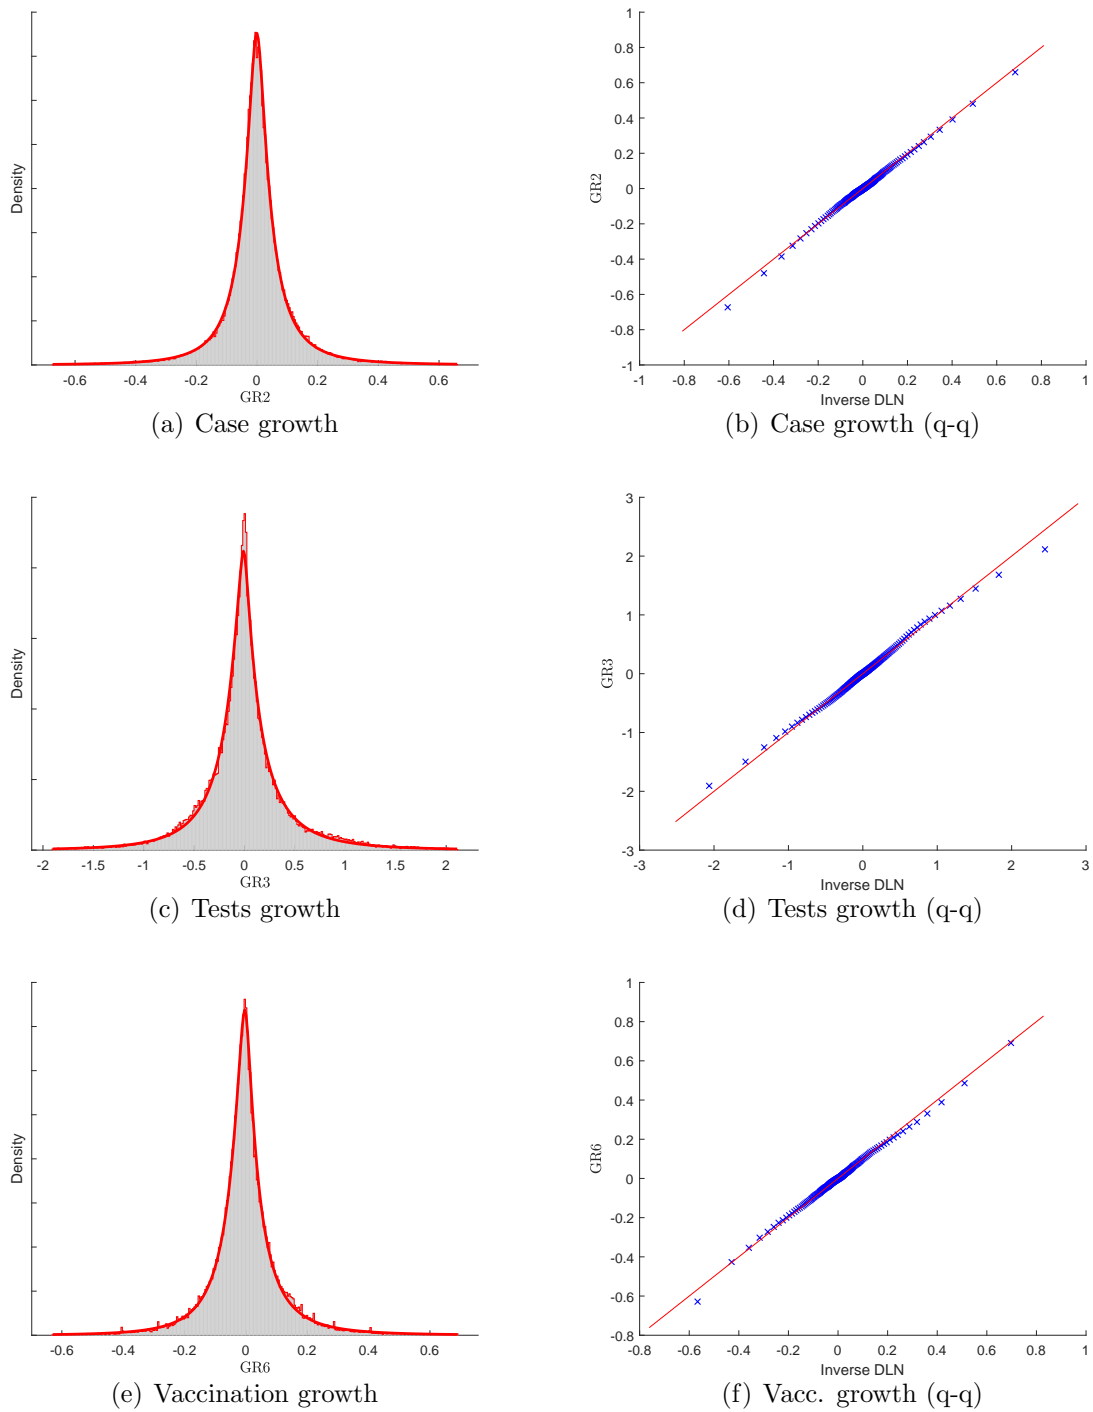 Density
-0.6 -0.4 -0.2 0 0.2 0.4 0.6
GR2
(a) Case growth
1
0.8
0.6
0.4
0.2
0
-0.2
-0.4
-0.6
-0.8
-1
GR2
-1 -0.8 -0.6 -0.4 -0.2 0 0.2 0.4 0.6 0.8 1
Inverse DLN
(b) Case growth (q-q)
Density
-2 -1.5 -1 -0.5 0 0.5 1 1.5 2
GR3
(c) Tests growth
3
2
1
0
-1
-2
-3
GR3
-3 -2 -1 0 1 2 3
Inverse DLN
(d) Tests growth (q-q)
Density
-0.6 -0.4 -0.2 0 0.2 0.4 0.6
GR6
(e) Vaccination growth
1
0.8
0.6
0.4
0.2
0
-0.2
-0.4
-0.6
-0.8
GR6
-0.8 -0.6 -0.4 -0.2 0 0.2 0.4 0.6 0.8 1
Inverse DLN
(f) Vacc. growth (q-q)